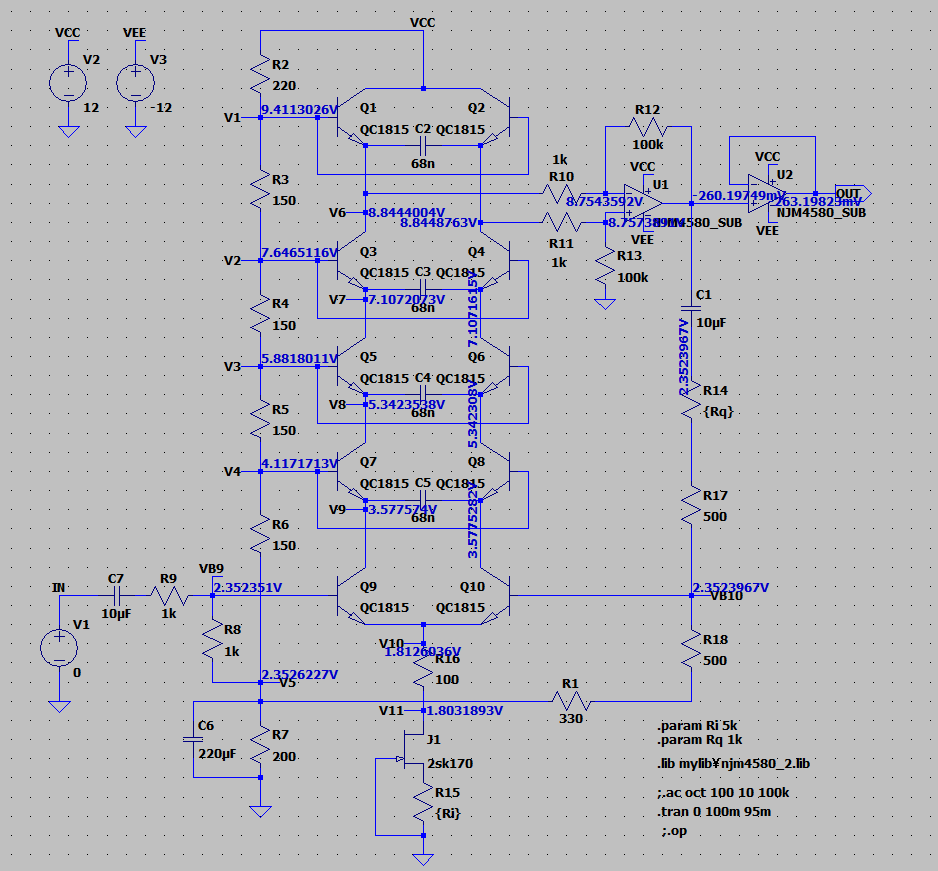 VCC
VCC
VEE
V2
12
V3
-12
R2
220
V1
9.4113026V
Q1
QC1815
C2
68n
Q2
QC1815
R12
100k
1k
R10
VCC
U1
VCC
U2
R3
150
V6
8.8444004V
8.8448763V
8.7543592V
-260.19749mV
OUT
-263.19825mV
NJM4580_SUB
VEE
VEE
V2
7.6465116V
Q3
QC1815
C3
68n
Q4
QC1815
R11
1k
R13
100k
V7
7.1072073V
7.1071615V
R4
150
C1
10µF
2.3523967V
V3
5.8818011V
Q5
QC1815
C4
68n
Q6
QC1815
R14
{Rq}
V8
5.3423538V
5.342308V
R5
150
V4
4.1171713V
Q7
QC1815
C5
68n
Q8
QC1815
R17
500
V9
3.577574V
3.5775282V
R6
150
IN
C7
10µF
R9
1k
VB9
2.352351V
Q9
QC1815
Q10
QC1815
2.3523967V
VB10
V1
0
R8
1k
V10
1.8126036V
R16
100
R18
500
2.3526227V
V5
R1
330
V11
1.8031893V
C6
220µF
R7
200
J1
2sk170
R15
{Ri}
.param Ri 5k
.param Rq 1k
.lib mylib¥njm4580_2.lib
;.ac oct 100 10 100k
.tran 0 100m 95m
;.op